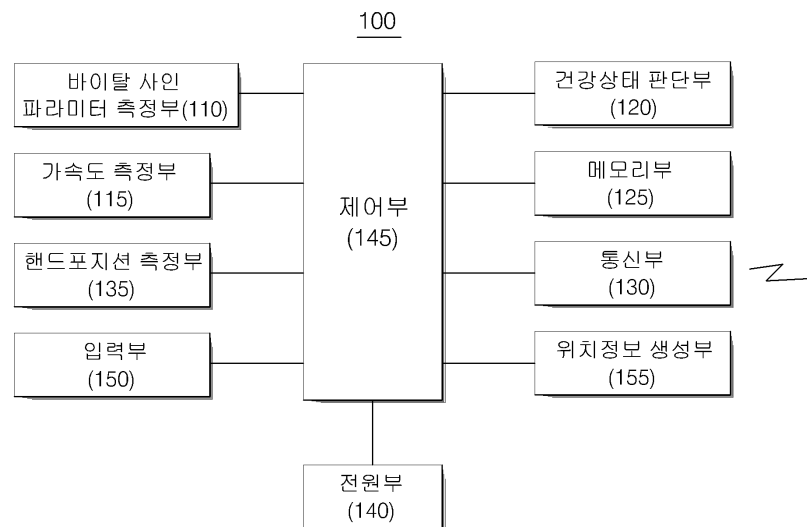 100
바이탈 사인
파라미터 측정부(110)
가속도 측정부
(115)
핸드포지션 측정부
(135)
입력부
(150)
제어부
(145)
건강상태 판단부
(120)
메모리부
(125)
통신부
(130)
위치정보 생성부
(155)
전원부
(140)